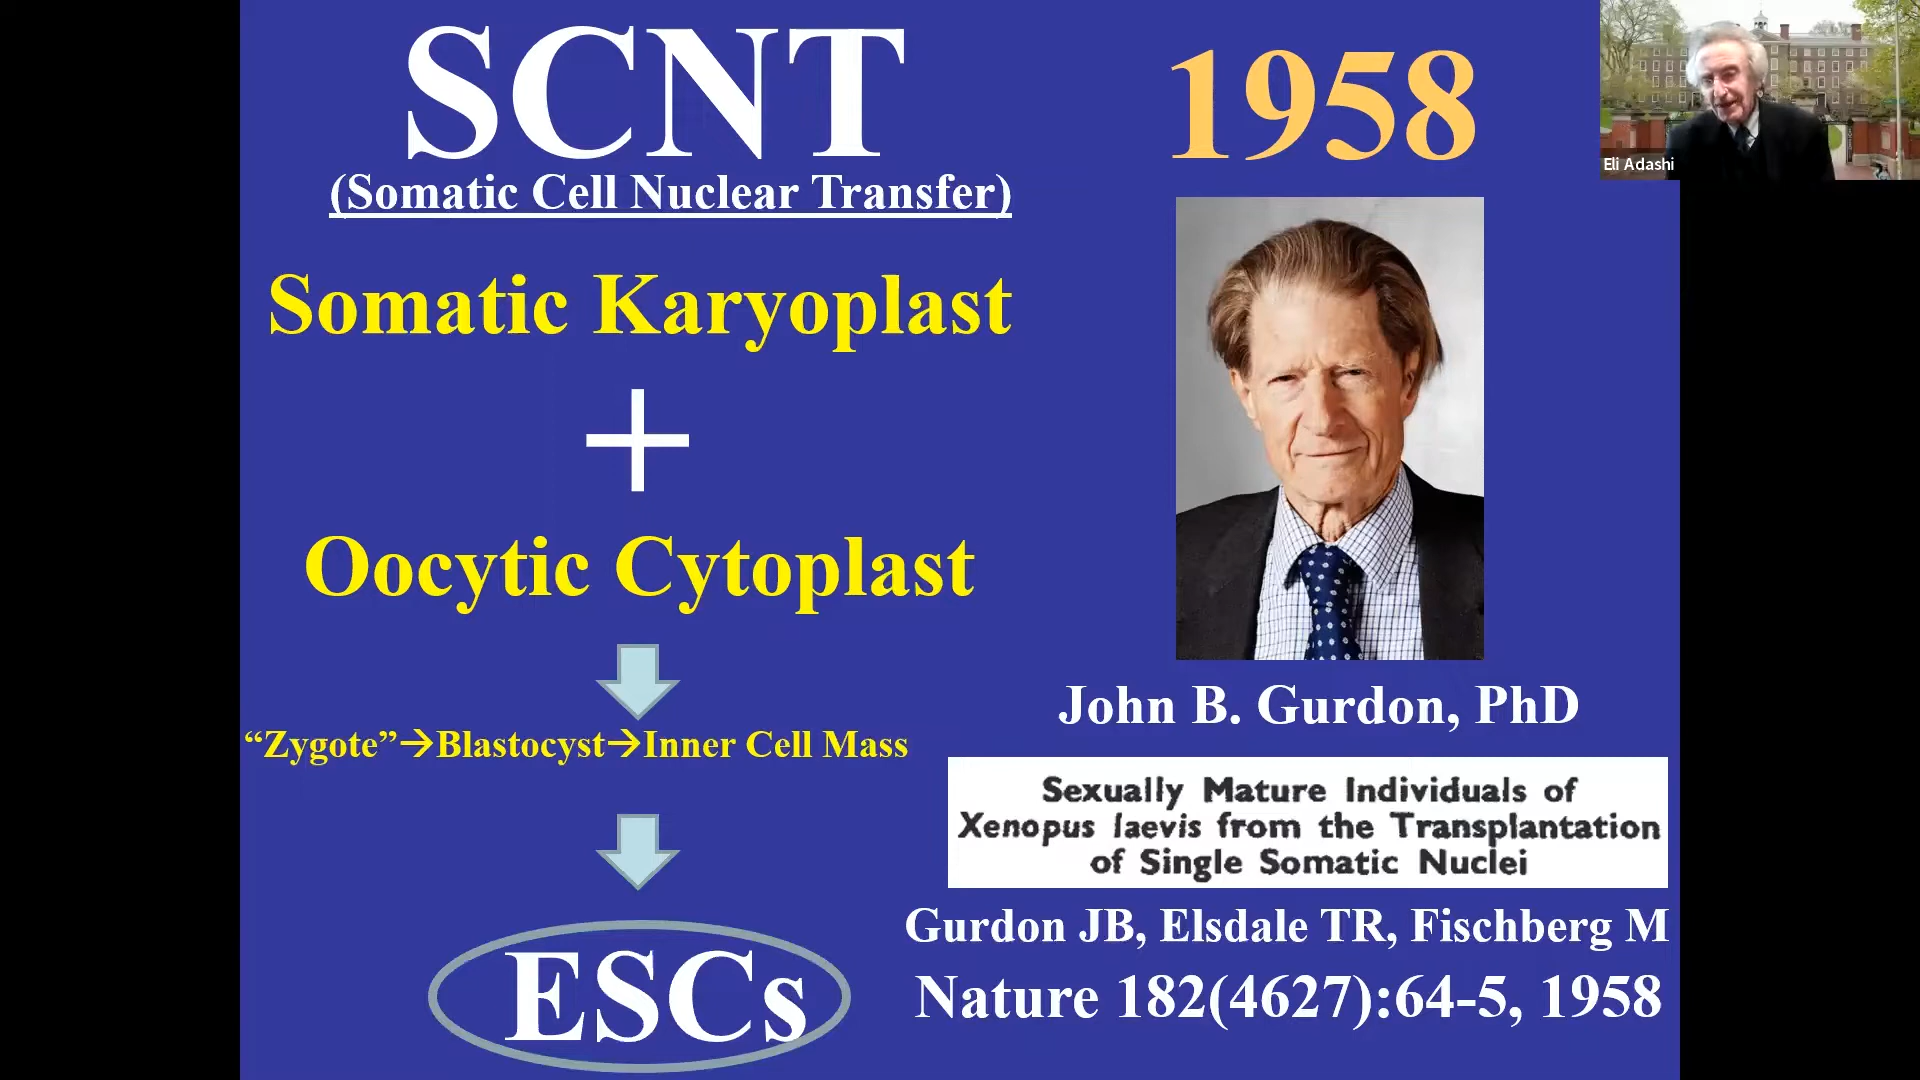 SCNT
(Somatic Cell Nuclear Transfer)
Somatic Karyoplast
+
Oocytic Cytoplast
“Zygote”→Blastocyst→Inner Cell Mass
ESCs
1958
John B. Gurdon, PhD
Sexually Mature Individuals of
Xenopus laevis from the Transplantation
of Single Somatic Nuclei
Gurdon JB, Elsdale TR, Fischberg M
Nature 182(4627):64-5, 1958
Eli Adashi